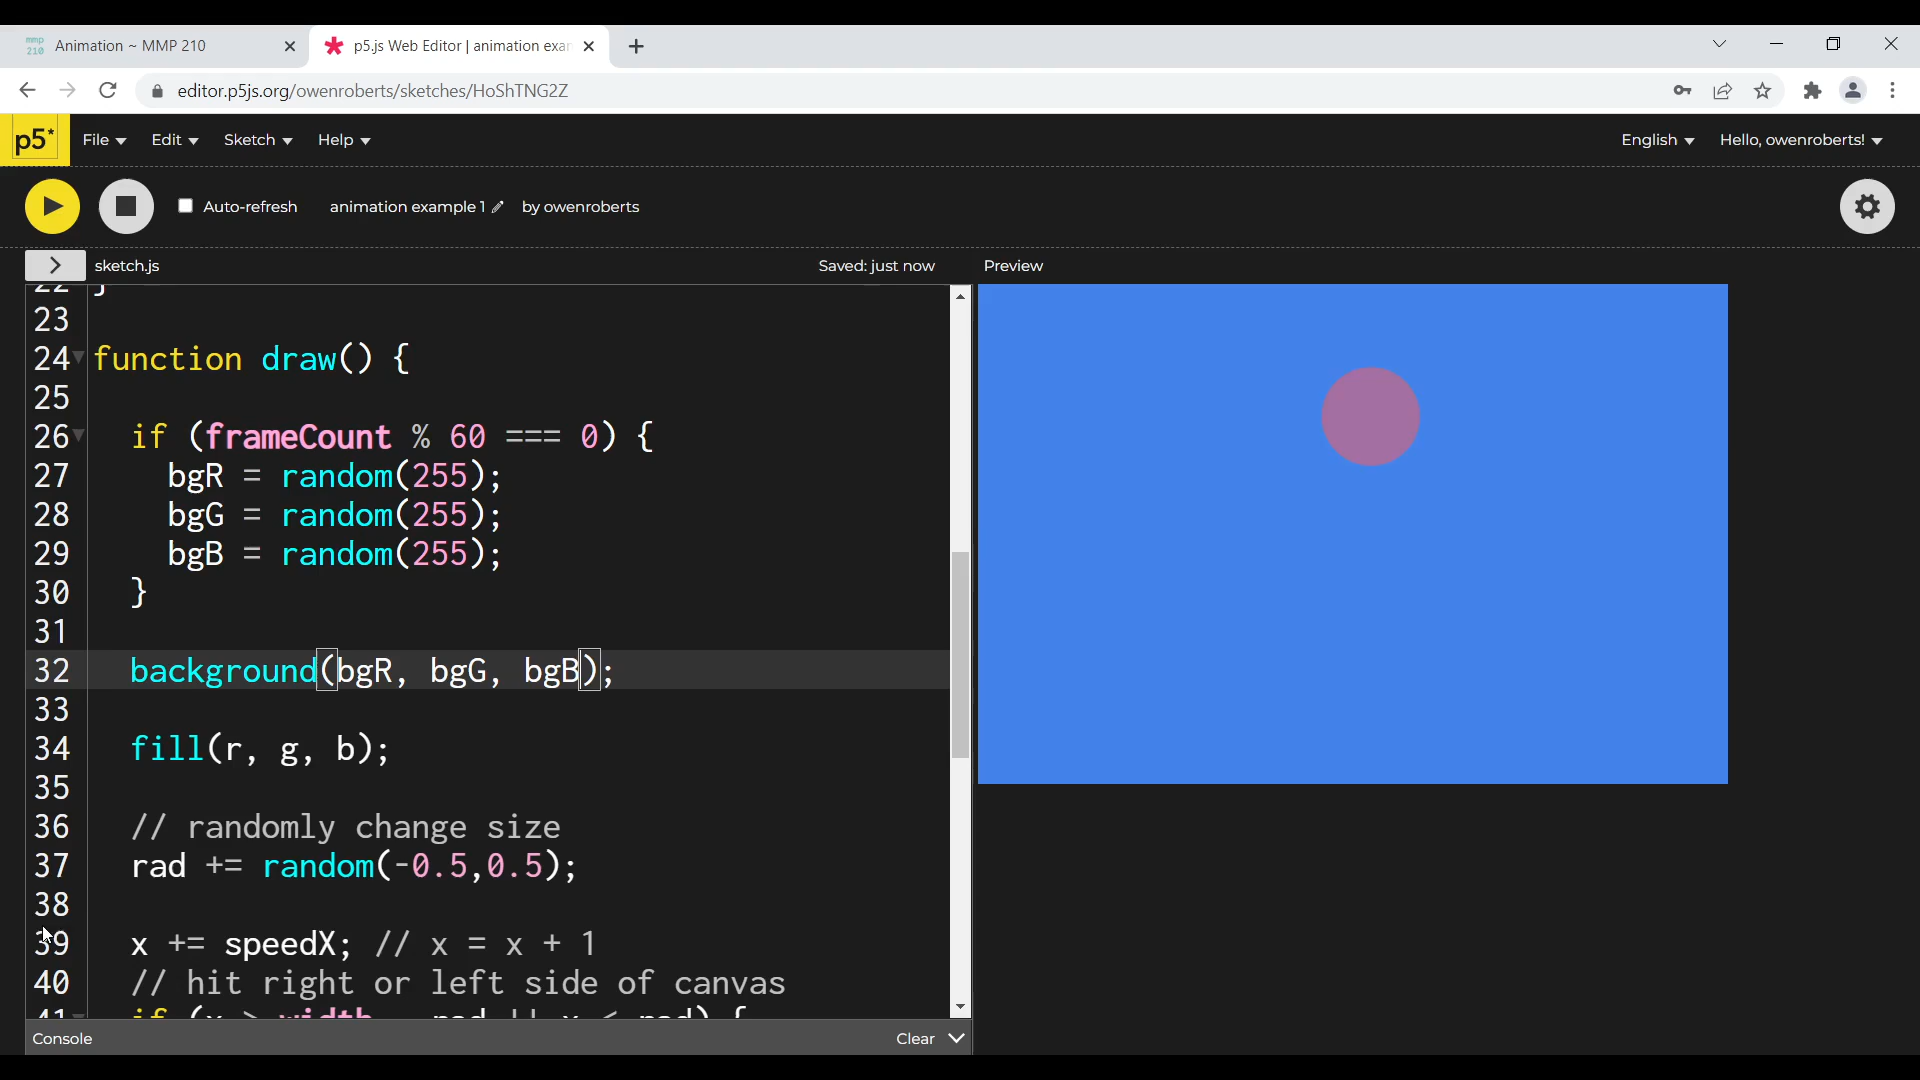 mmp 210 Animation ~ MMP 210
p5.js Web Editor | animation exa
editor.p5js.org/owenroberts/sketches/HoShTNG2Z
p5* File Edit Sketch Help English Hello, owenroberts!
Auto-refresh animation example 1 by owenroberts
sketch.js Saved: just now Preview
22 }
23
24 function draw() {
25
26 if (frameCount % 60 === 0) {
27 bgR = random(255);
28 bgG = random(255);
29 bgB = random(255);
30 }
31
32 background(bgR, bgG, bgB);
33
34 fill(r, g, b);
35
36 // randomly change size
37 rad += random(-0.5,0.5);
38
39 x += speedX; // x = x + 1
40 // hit right or left side of canvas
41 if (x > width - rad || x < rad) {
Console Clear